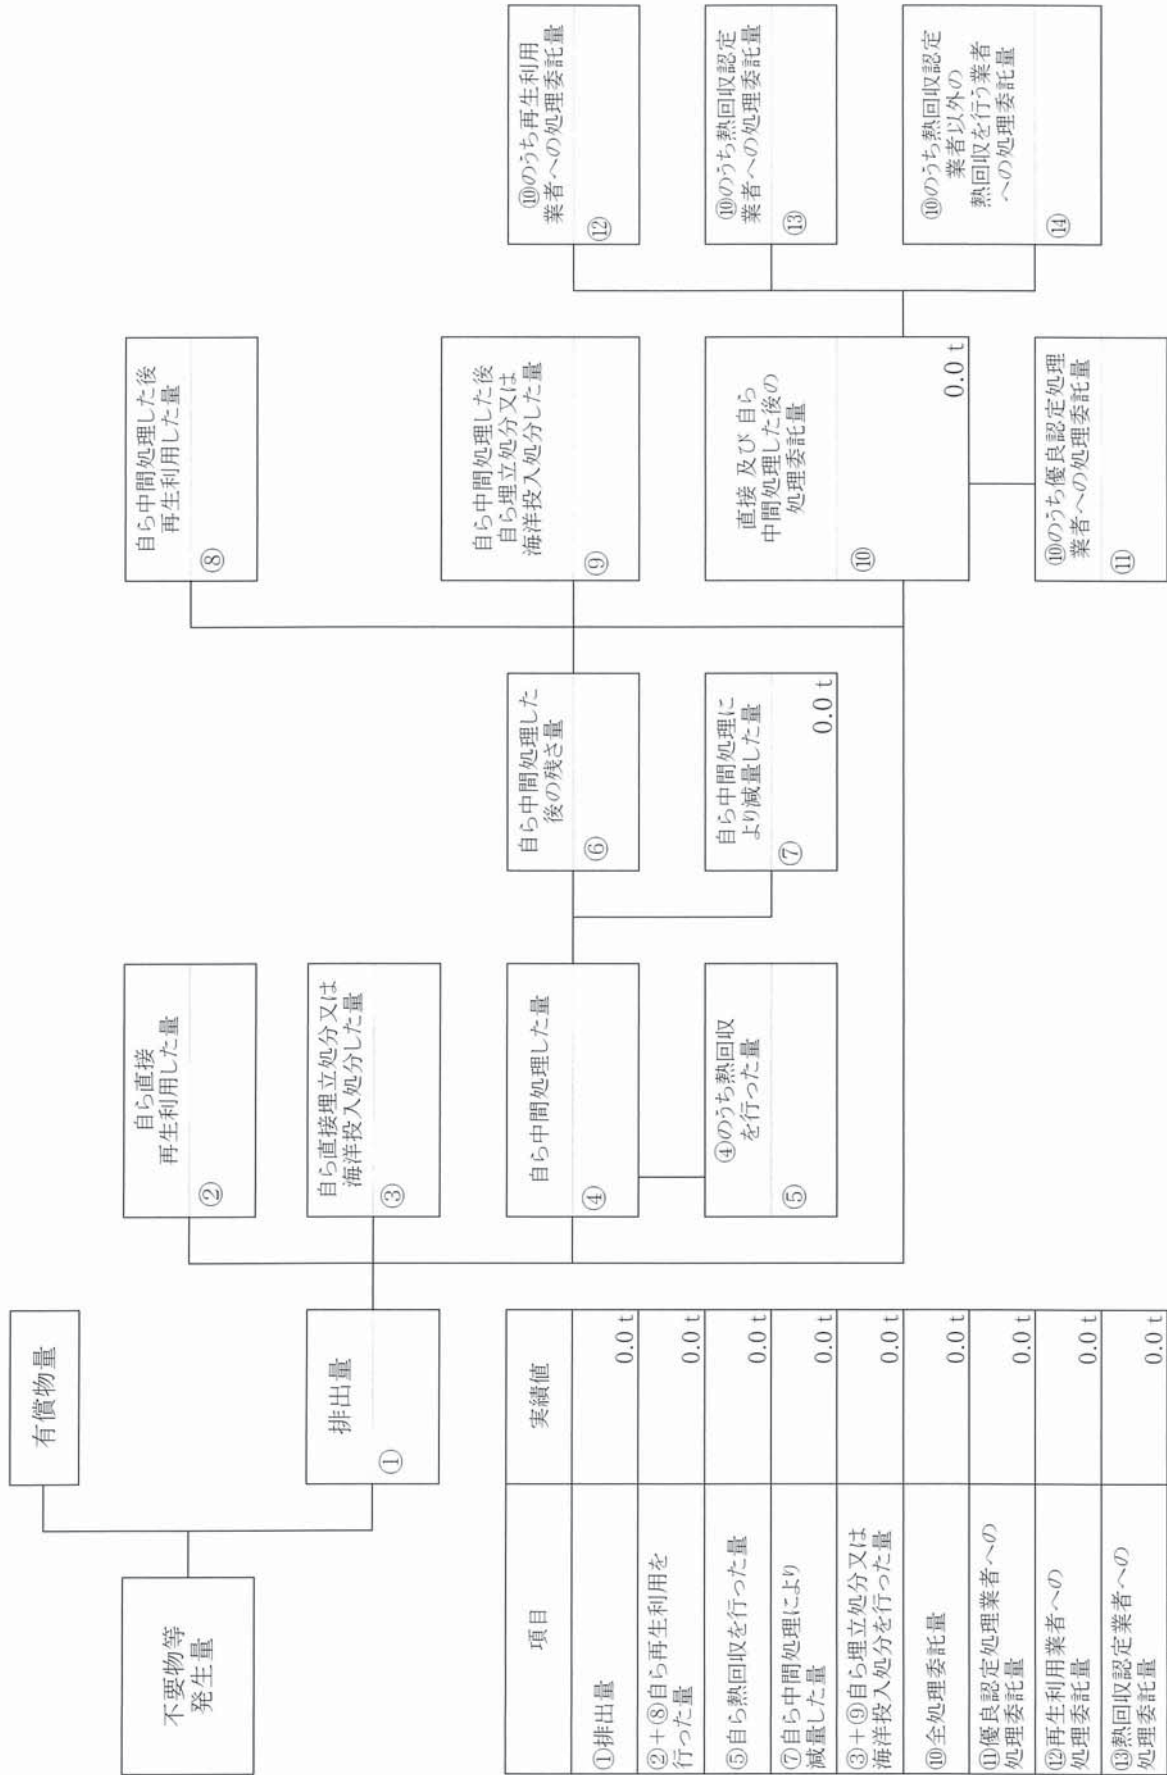 有償物量
不要物等
発生量
排出量
①
自ら直接
再生利用した量
②
自ら直接埋立処分又は
海洋投入処分した量
③
自ら中間処理した量
④
④のうち熱回収
を行った量
⑤
自ら中間処理した
後の残さ量
⑥
自ら中間処理に
より減量した量
⑦
0.0 t
自ら中間処理した後
再生利用した量
⑧
自ら中間処理した後
自ら埋立処分又は
海洋投入処分した量
⑨
直接 及び 自ら
中間処理した後の
処理委託量
⑩
0.0 t
⑩のうち優良認定処理
業者への処理委託量
⑪
⑩のうち再生利用
業者への処理委託量
⑫
⑩のうち熱回収認定
業者への処理委託量
⑬
⑩のうち熱回収認定
業者以外の
熱回収を行う業者
への処理委託量
⑭
項目 実績値
①排出量 0.0 t
②+⑧自ら再生利用を
行った量 0.0 t
⑤自ら熱回収を行った量 0.0 t
⑦自ら中間処理により
減量した量 0.0 t
③+⑨自ら埋立処分又は
海洋投入処分を行った量 0.0 t
⑩全処理委託量 0.0 t
⑪優良認定処理業者への
処理委託量 0.0 t
⑫再生利用業者への
処理委託量 0.0 t
⑬熱回収認定業者への
処理委託量 0.0 t